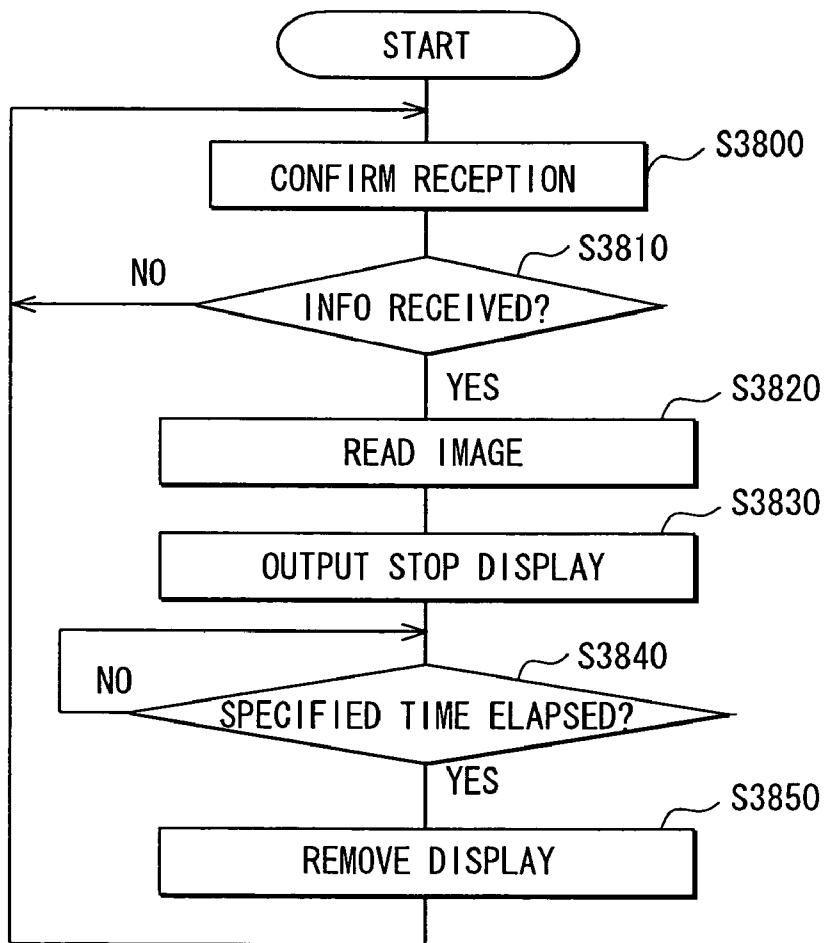 START
S3800
CONFIRM RECEPTION
S3810
NO
INFO RECEIVED?
YES
S3820
READ IMAGE
S3830
OUTPUT STOP DISPLAY
S3840
NO
SPECIFIED TIME ELAPSED?
YES
S3850
REMOVE DISPLAY